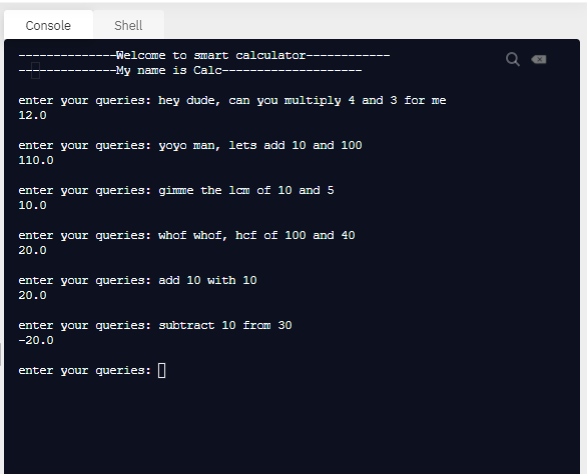 Console Shell
--------------Welcome to smart calculator------------
--------------My name is Calc--------------------
enter your queries: hey dude, can you multiply 4 and 3 for me
12.0
enter your queries: yoyo man, lets add 10 and 100
110.0
enter your queries: gimme the lcm of 10 and 5
10.0
enter your queries: whof whof, hcf of 100 and 40
20.0
enter your queries: add 10 with 10
20.0
enter your queries: subtract 10 from 30
-20.0
enter your queries: